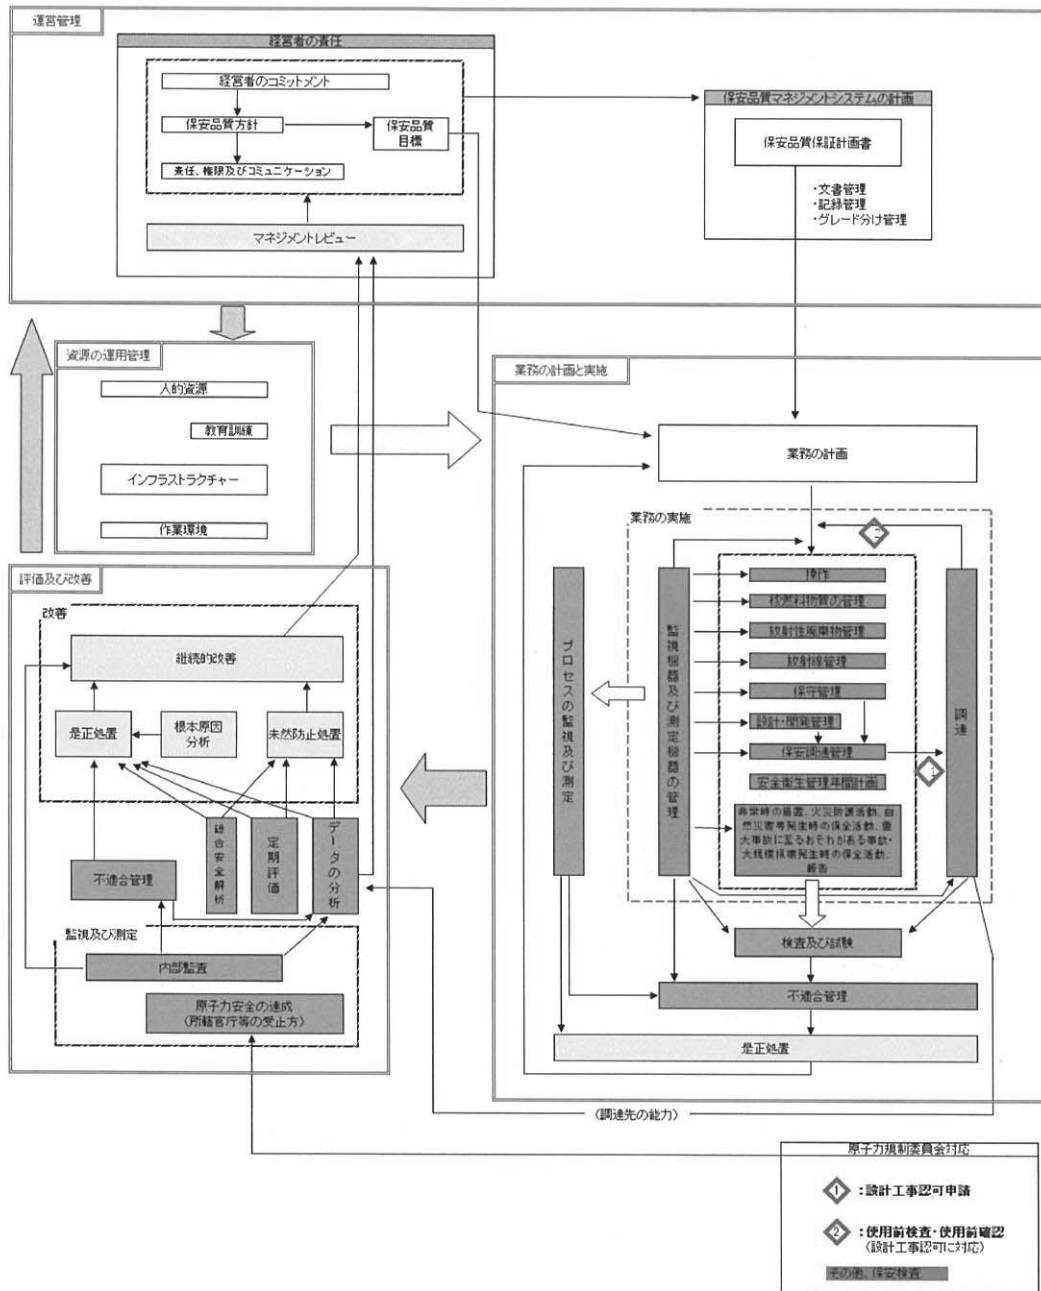 運営管理
経営者の責任
経営者のコミットメント
保安品質方針
保安品質
目標
責任、権限及びコミュニケーション
マネジメントレビュー
保安品質マネジメントシステムの計画
保安品質保証計画書
・文書管理
・記録管理
・グレード分け管理
資源の運用管理
人的資源
教育訓練
インフラストラクチャー
作業環境
業務の計画と実施
業務の計画
業務の実施
2
操作
核燃料物質の管理
放射性廃棄物管理
放射線管理
保守管理
設計・開発管理
保安調達管理
安全衛生管理年間計画
非常時の措置、火災防護活動、自
然災害等発生時の保全活動、重
大事故に至るおそれがある事故・
大規模損壊発生時の保全活動、
報告
プロセスの監視及び測定
監視機器及び測定機器の管理
調達
1
検査及び試験
不適合管理
是正処置
評価及び改善
改善
継続的改善
是正処置
根本原因
分析
未然防止処置
不適合管理
総合安全解析
定期評価
データの分析
監視及び測定
内部監査
原子力安全の達成
(所轄官庁等の受止方)
(調達先の能力)
原子力規制委員会対応
1 :設計工事認可申請
2 :使用前検査・使用前確認
(設計工事認可に対応)
その他、保安検査